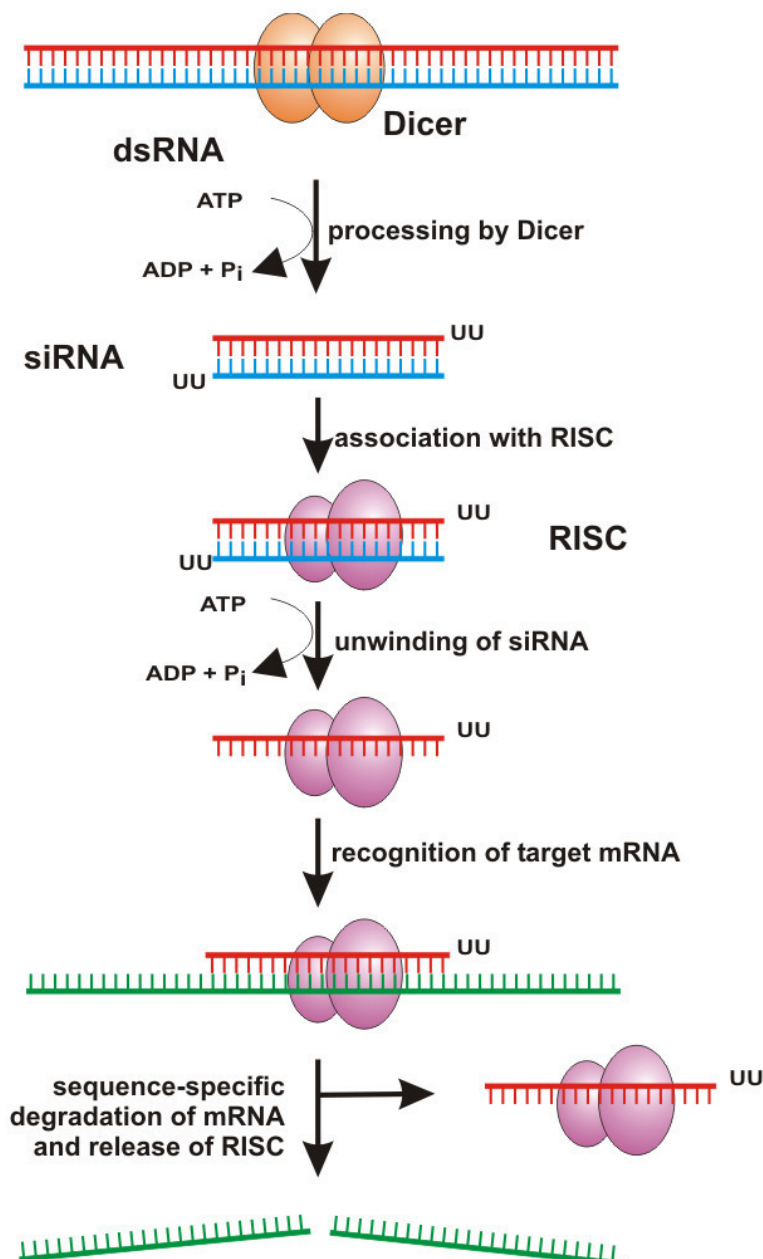 Dicer
dsRNA
ATP
processing by Dicer
ADP + Pi
UU
siRNA
UU
association with RISC
UU
RISC
UU
ATP
unwinding of siRNA
ADP + Pi
UU
recognition of target mRNA
UU
sequence-specific
degradation of mRNA
and release of RISC
UU